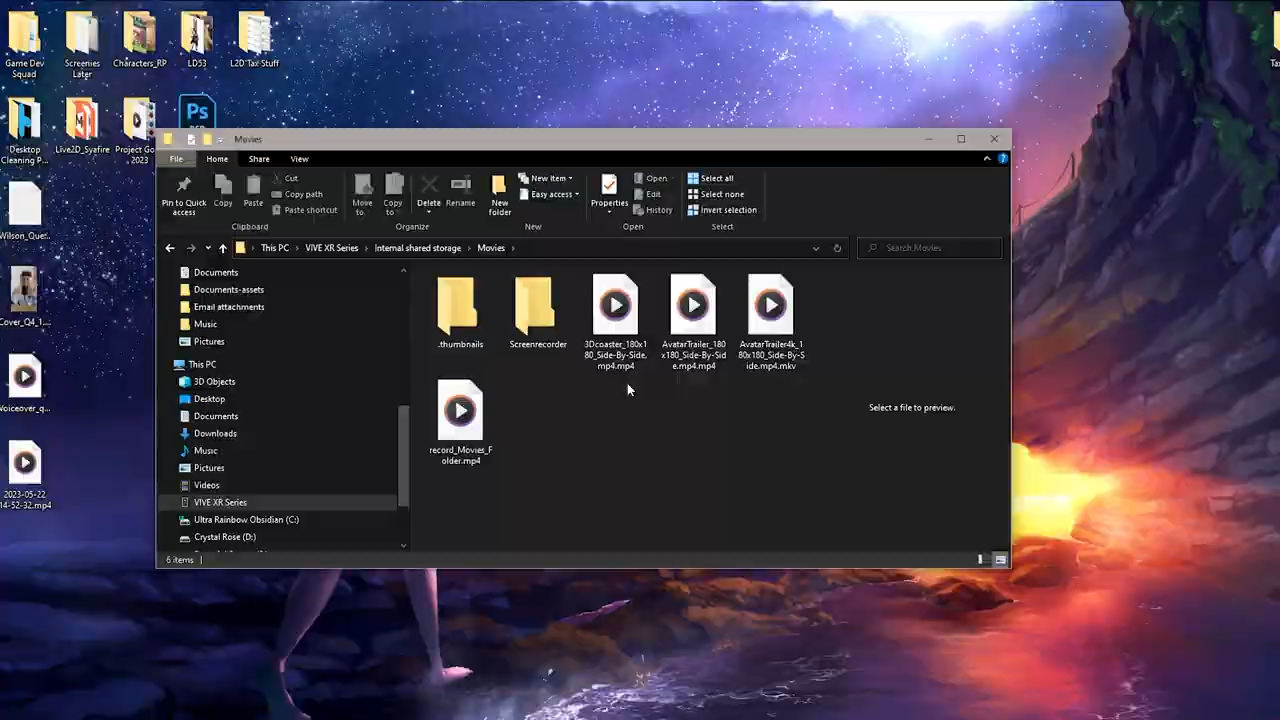 Game Dev
Squad
Screenies
Later
Characters_RP
LD53
L2D Tax Stuff
Desktop
Cleaning P...
Live2D_Syafire
2023
Ps
Movies
File
Home
Share
View
Pin to Quick
access
Copy
Paste
Cut
Copy path
Paste shortcut
Clipboard
Move
to
Copy
to
Delete
Rename
Organize
New
folder
New item
Easy access
New
Properties
Open
Edit
History
Open
Select all
Select none
Invert selection
Select
This PC
VIVE XR Series
Internal shared storage
Movies
Search Movies
Documents
Documents-assets
Email attachments
Music
Pictures
This PC
3D Objects
Desktop
Documents
Downloads
Music
Pictures
Videos
VIVE XR Series
Ultra Rainbow Obsidian (C:)
Crystal Rose (D:)
.thumbnails
Screenrecorder
3Dcoaster_180x1
80_Side-By-Side.
mp4.mp4
AvatarTrailer_180
x180_Side-By-Sid
e.mp4.mp4
AvatarTrailer4k_1
80x180_Side-By-S
ide.mp4.mkv
record_Movies_F
older.mp4
Select a file to preview.
6 items
Wilson_Que...
Cover_Q4_1...
Voiceover_q...
2023-05-22
14-52-32.mp4